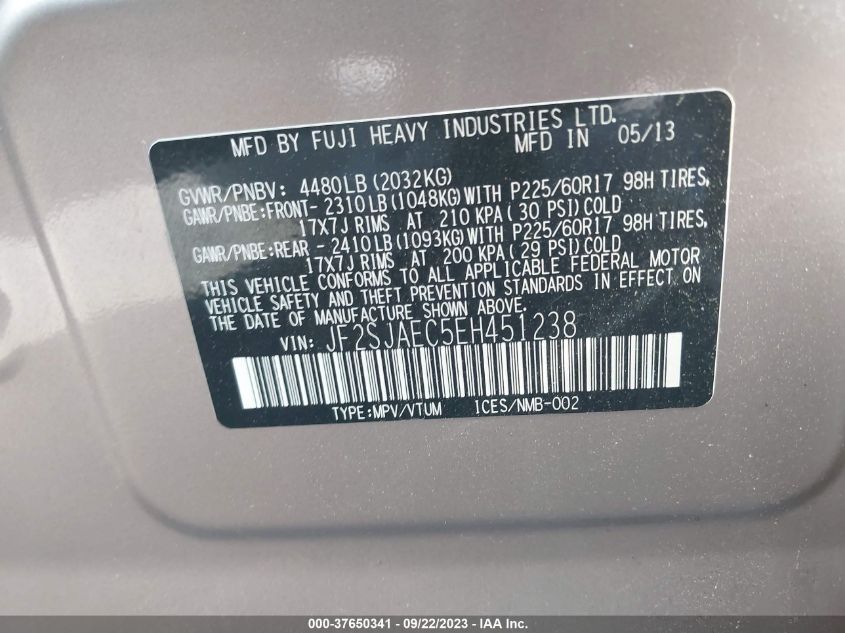 MFD BY FUJI HEAVY INDUSTRIES LTD.
MFD IN 05/13
GVWR/PNBV: 4480LB(2032KG)
GAWR/PNBE:FRONT- 2310LB(1048KG)WITH P225/60R17 98H TIRES,
17X7J RIMS AT 210 KPA( 30 PSI)COLD
GAWR/PNBE:REAR - 2410LB(1093KG)WITH P225/60R17 98H TIRES,
17X7J RIMS AT 200 KPA( 29 PSI)COLD
THIS VEHICLE CONFORMS TO ALL APPLICABLE FEDERAL MOTOR
VEHICLE SAFETY AND THEFT PREVENTION STANDARDS IN EFFECT ON
THE DATE OF MANUFACTURE SHOWN ABOVE.
VIN: JF2SJAEC5EH451238
TYPE:MPV/VTUM ICES/NMB-002
000-37650341 - 09/22/2023 - IAA Inc.